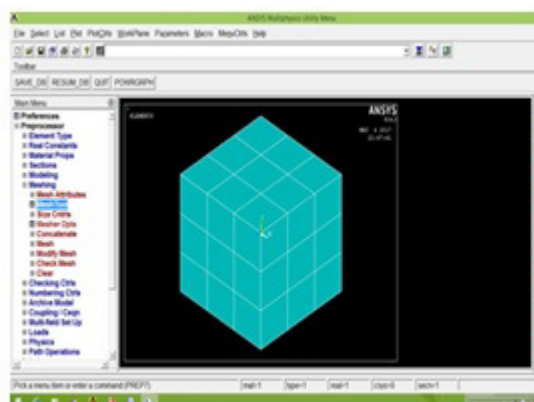 ANSYS Multiphysics Utility Menu
File Select List Plot PlotCtrls WorkPlane Parameters Macro MenuCtrls Help
Toolbar
SAVE_DB RESUM_DB QUIT POWRGRPH
Main Menu
Preferences
Preprocessor
Element Type
Real Constants
Material Props
Sections
Modeling
Meshing
Mesh Attributes
MeshTool
Size Cntrls
Mesher Opts
Concatenate
Mesh
Modify Mesh
Check Mesh
Clear
Checking Ctrls
Numbering Ctrls
Archive Model
Coupling / Ceqn
Multi-field Set Up
Loads
Physics
Path Operations
ELEMENTS
ANSYS
Pick a menu item or enter a command (PREP7)
mat=1
type=1
real=1
csys=0
secn=1